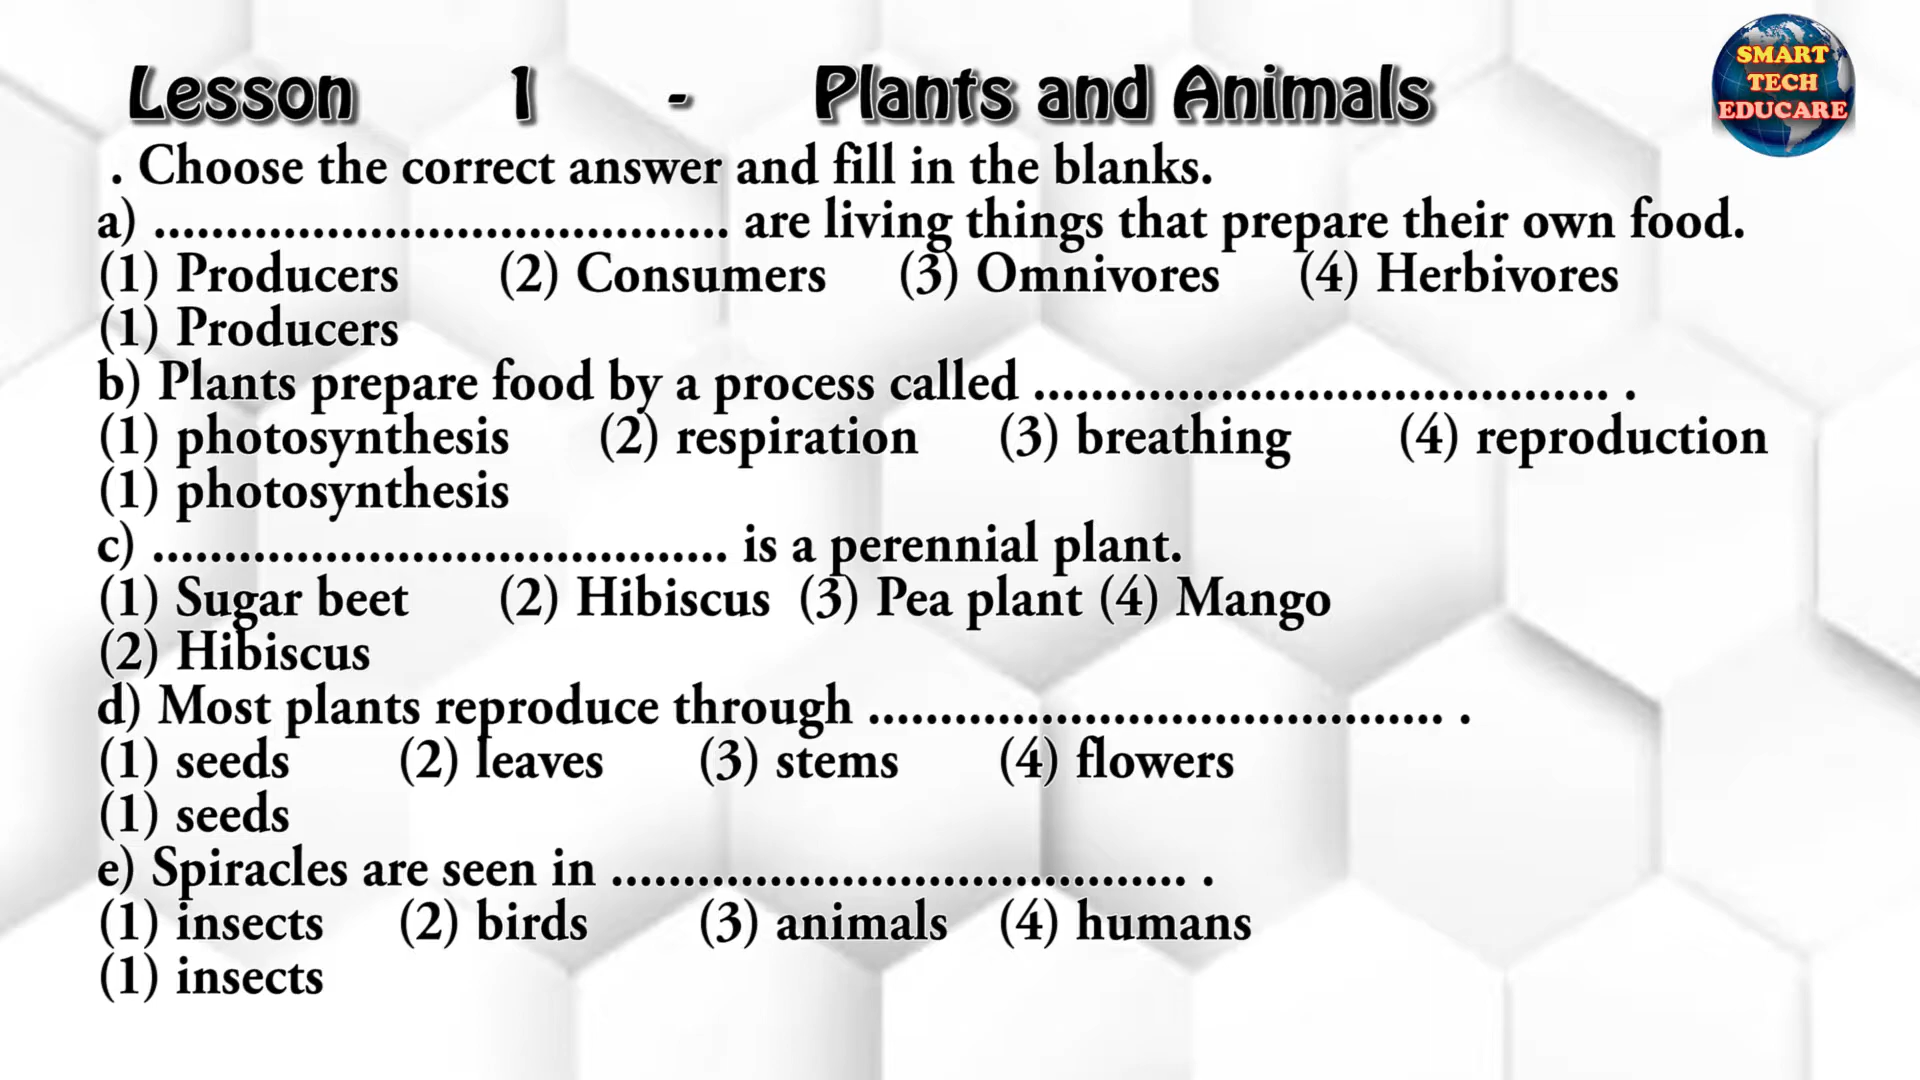 Lesson 1 - Plants and Animals
SMART
TECH
EDUCARE
. Choose the correct answer and fill in the blanks.
a) ........................................ are living things that prepare their own food.
(1) Producers (2) Consumers (3) Omnivores (4) Herbivores
(1) Producers
b) Plants prepare food by a process called ........................................ .
(1) photosynthesis (2) respiration (3) breathing (4) reproduction
(1) photosynthesis
c) ........................................ is a perennial plant.
(1) Sugar beet (2) Hibiscus (3) Pea plant (4) Mango
(2) Hibiscus
d) Most plants reproduce through ........................................ .
(1) seeds (2) leaves (3) stems (4) flowers
(1) seeds
e) Spiracles are seen in ........................................ .
(1) insects (2) birds (3) animals (4) humans
(1) insects